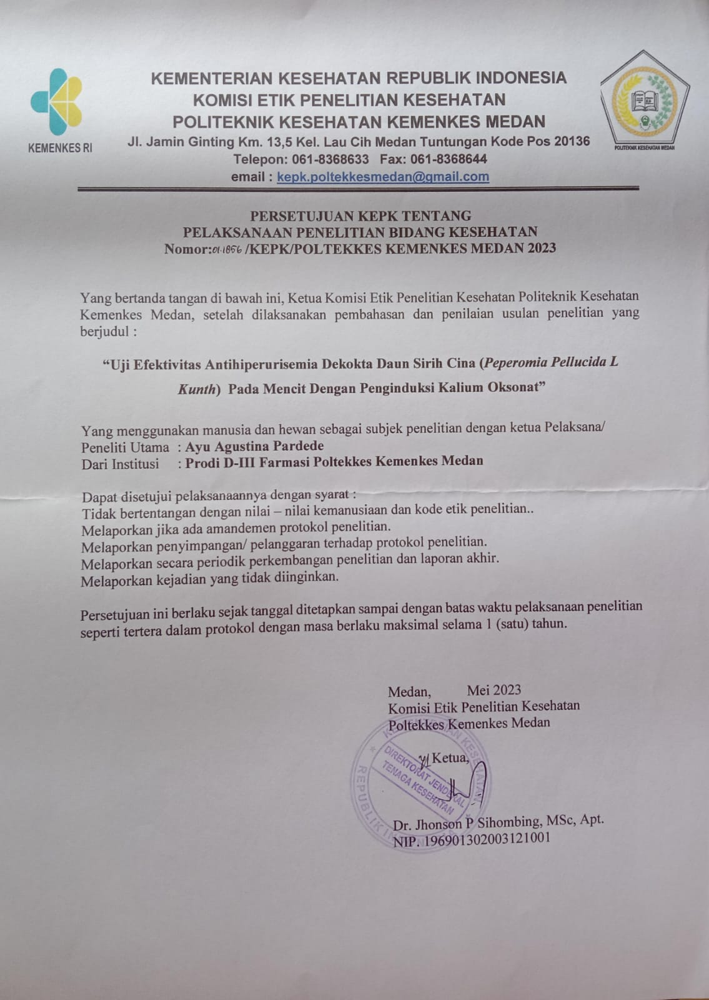 KEMENKES RI
KEMENTERIAN KESEHATAN REPUBLIK INDONESIA
KOMISI ETIK PENELITIAN KESEHATAN
POLITEKNIK KESEHATAN KEMENKES MEDAN
Jl. Jamin Ginting Km. 13,5 Kel. Lau Cih Medan Tuntungan Kode Pos 20136
Telepon: 061-8368633 Fax: 061-8368644
email : kepk.poltekkesmedan@gmail.com
POLITEKNIK KESEHATAN MEDAN
PERSETUJUAN KEPK TENTANG
PELAKSANAAN PENELITIAN BIDANG KESEHATAN
Nomor:01.1856 /KEPK/POLTEKKES KEMENKES MEDAN 2023
Yang bertanda tangan di bawah ini, Ketua Komisi Etik Penelitian Kesehatan Politeknik Kesehatan
Kemenkes Medan, setelah dilaksanakan pembahasan dan penilaian usulan penelitian yang
berjudul :
“Uji Efektivitas Antihiperurisemia Dekokta Daun Sirih Cina (Peperomia Pellucida L
Kunth) Pada Mencit Dengan Penginduksi Kalium Oksonat”
Yang menggunakan manusia dan hewan sebagai subjek penelitian dengan ketua Pelaksana/
Peneliti Utama : Ayu Agustina Pardede
Dari Institusi : Prodi D-III Farmasi Poltekkes Kemenkes Medan
Dapat disetujui pelaksanaannya dengan syarat :
Tidak bertentangan dengan nilai – nilai kemanusiaan dan kode etik penelitian..
Melaporkan jika ada amandemen protokol penelitian.
Melaporkan penyimpangan/ pelanggaran terhadap protokol penelitian.
Melaporkan secara periodik perkembangan penelitian dan laporan akhir.
Melaporkan kejadian yang tidak diinginkan.
Persetujuan ini berlaku sejak tanggal ditetapkan sampai dengan batas waktu pelaksanaan penelitian
seperti tertera dalam protokol dengan masa berlaku maksimal selama 1 (satu) tahun.
Medan, Mei 2023
Komisi Etik Penelitian Kesehatan
Poltekkes Kemenkes Medan
Ketua,
KEMENTERIAN KESEHATAN
DIREKTORAT JENDERAL
TENAGA KESEHATAN
REPUBLIK
Dr. Jhonson P Sihombing, MSc, Apt.
NIP. 196901302003121001